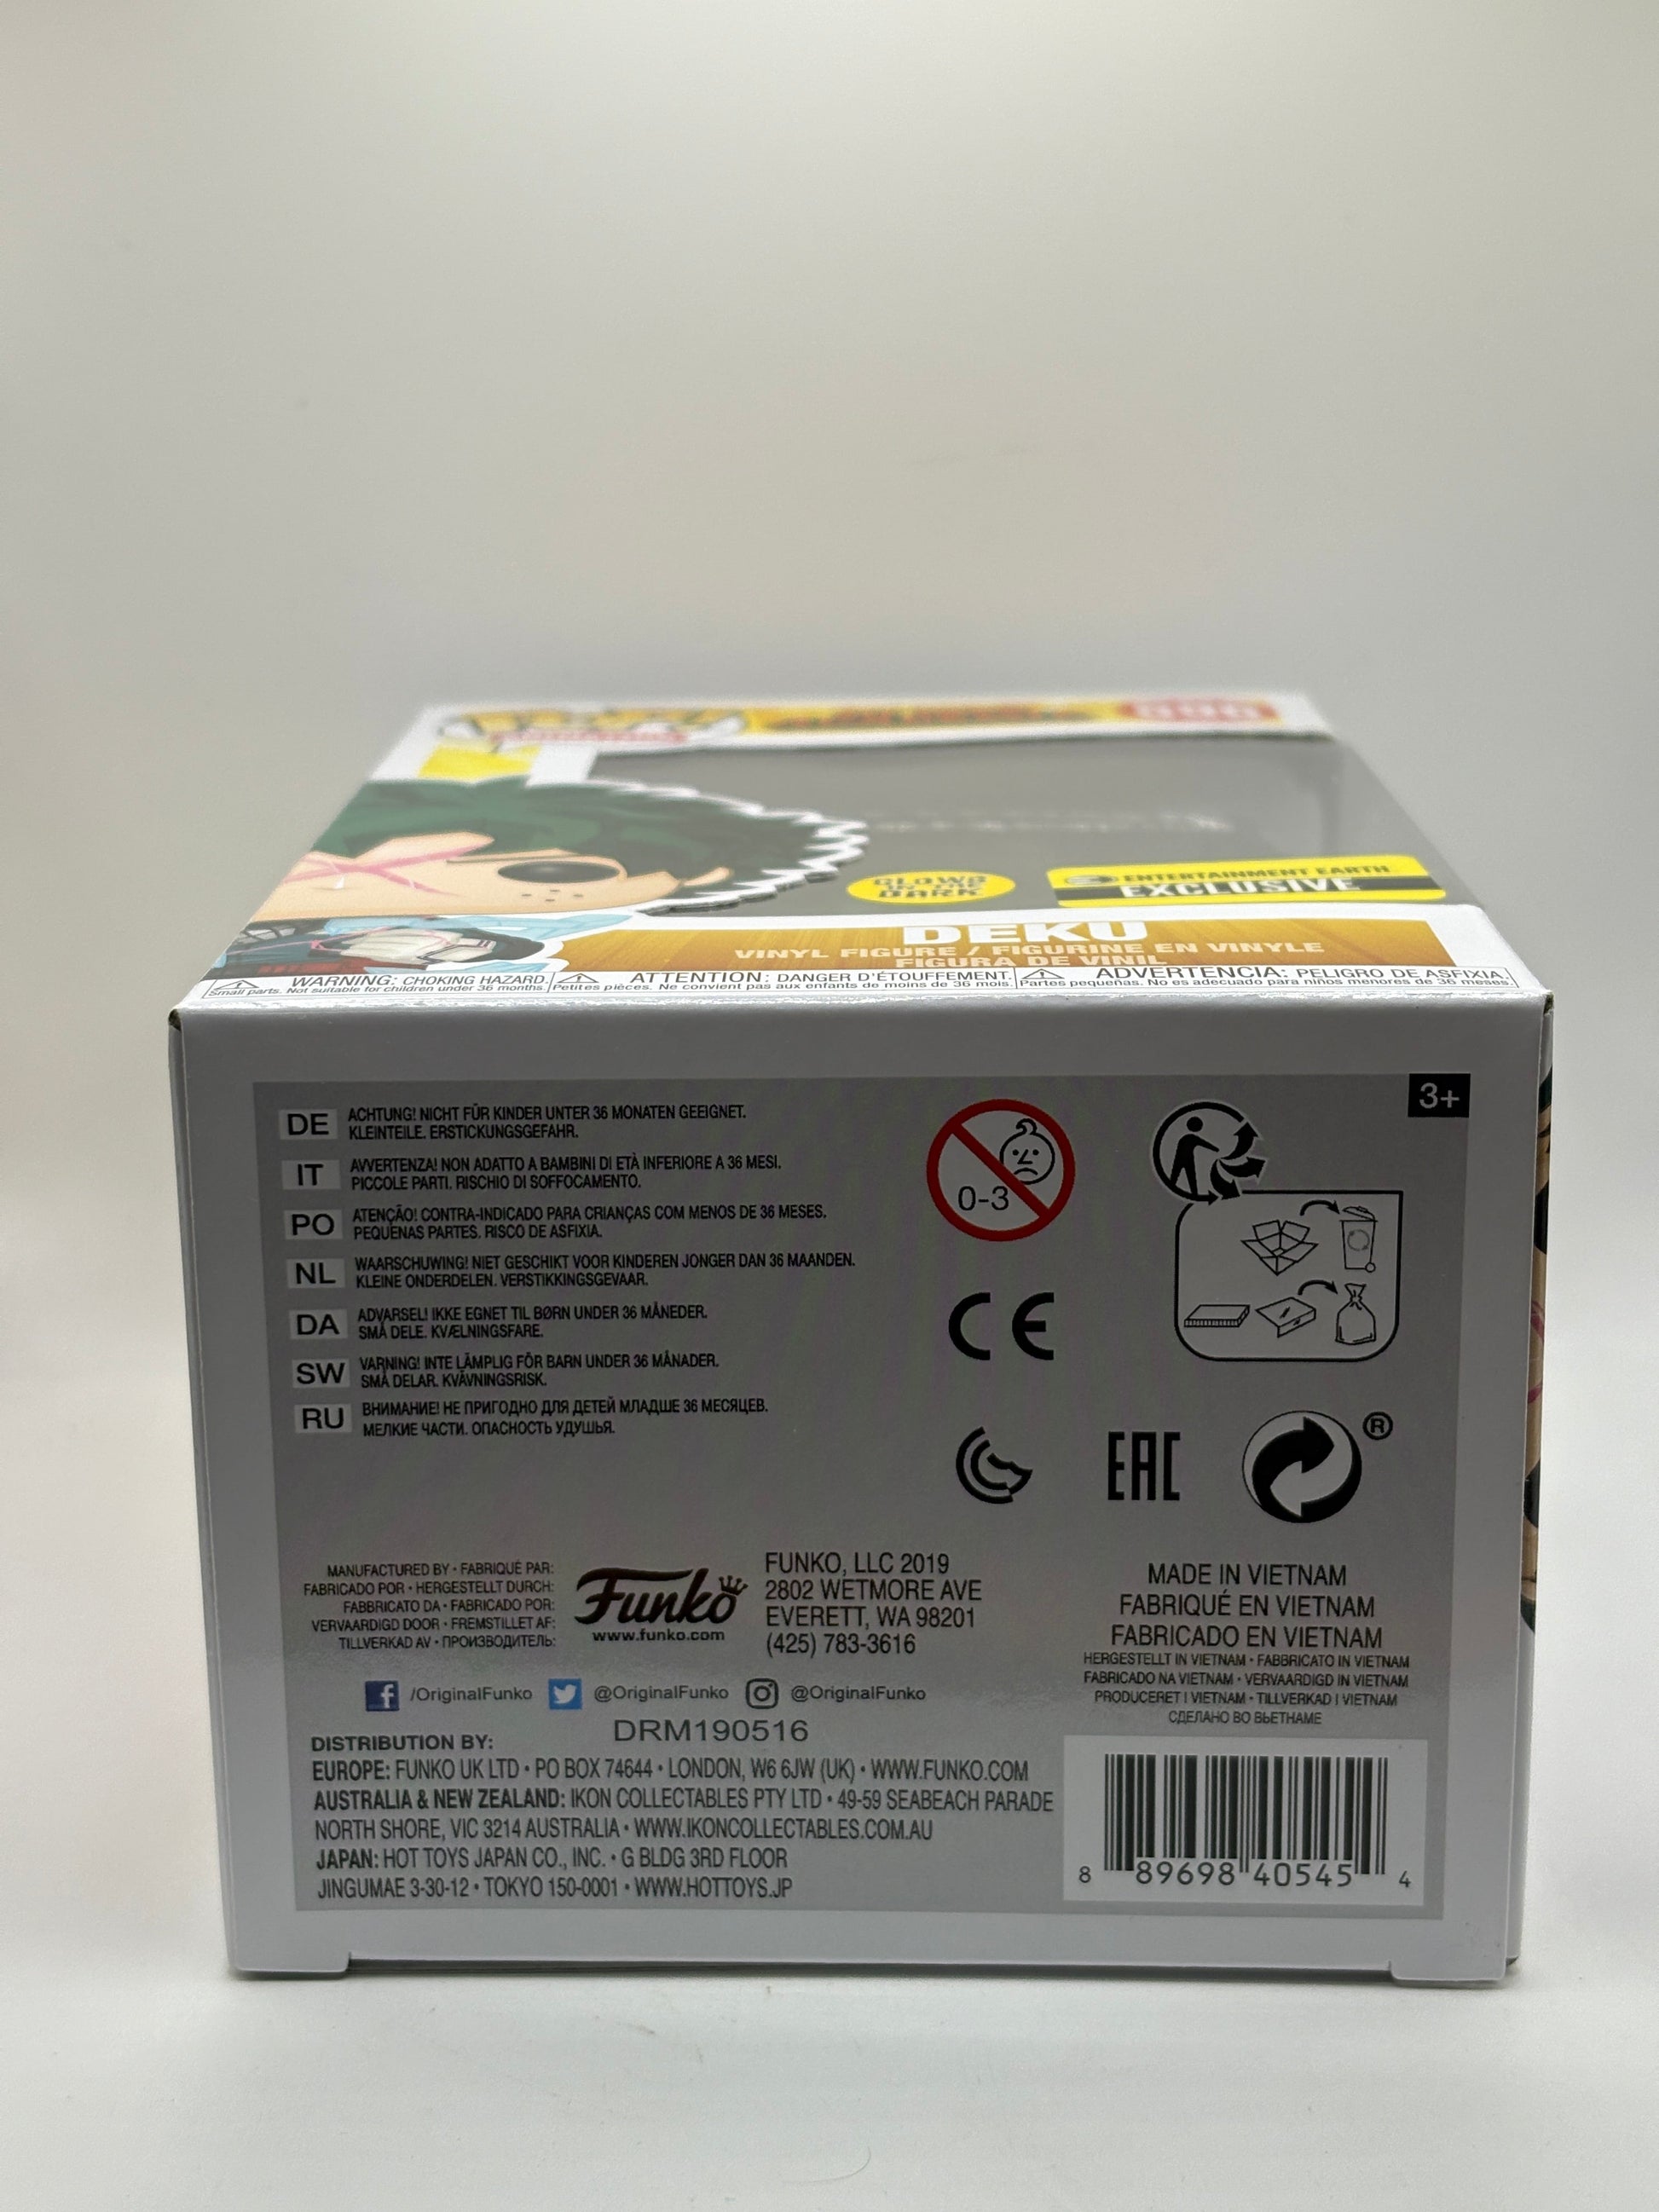 GLOWS
IN THE
DARK
ENTERTAINMENT EARTH
EXCLUSIVE
DEKU
VINYL FIGURE / FIGURINE EN VINYLE
FIGURA DE VINIL
WARNING: CHOKING HAZARD.
Small parts. Not suitable for children under 36 months.
ATTENTION: DANGER D'ÉTOUFFEMENT.
Petites pièces. Ne convient pas aux enfants de moins de 36 mois.
ADVERTENCIA: PELIGRO DE ASFIXIA.
Partes pequeñas. No es adecuado para niños menores de 36 meses.
3+
DE ACHTUNG! NICHT FÜR KINDER UNTER 36 MONATEN GEEIGNET.
KLEINTEILE. ERSTICKUNGSGEFAHR.
IT AVVERTENZA! NON ADATTO A BAMBINI DI ETÀ INFERIORE A 36 MESI.
PICCOLE PARTI. RISCHIO DI SOFFOCAMENTO.
PO ATENÇÃO! CONTRA-INDICADO PARA CRIANÇAS COM MENOS DE 36 MESES.
PEQUENAS PARTES. RISCO DE ASFIXIA.
NL WAARSCHUWING! NIET GESCHIKT VOOR KINDEREN JONGER DAN 36 MAANDEN.
KLEINE ONDERDELEN. VERSTIKKINGSGEVAAR.
DA ADVARSEL! IKKE EGNET TIL BØRN UNDER 36 MÅNEDER.
SMÅ DELE. KVÆLNINGSFARE.
SW VARNING! INTE LÄMPLIG FÖR BARN UNDER 36 MÅNADER.
SMÅ DELAR. KVÄVNINGSRISK.
RU ВНИМАНИЕ! НЕ ПРИГОДНО ДЛЯ ДЕТЕЙ МЛАДШЕ 36 МЕСЯЦЕВ.
МЕЛКИЕ ЧАСТИ. ОПАСНОСТЬ УДУШЬЯ.
0-3
CE
EAC
®
MANUFACTURED BY • FABRIQUÉ PAR:
FABRICADO POR • HERGESTELLT DURCH:
FABBRICATO DA • FABRICADO POR:
VERVAARDIGD DOOR • FREMSTILLET AF:
TILLVERKAD AV • ПРОИЗВОДИТЕЛЬ:
Funko
www.funko.com
FUNKO, LLC 2019
2802 WETMORE AVE
EVERETT, WA 98201
(425) 783-3616
MADE IN VIETNAM
FABRIQUÉ EN VIETNAM
FABRICADO EN VIETNAM
HERGESTELLT IN VIETNAM • FABBRICATO IN VIETNAM
FABRICADO NA VIETNAM • VERVAARDIGD IN VIETNAM
PRODUCERET I VIETNAM • TILLVERKAD I VIETNAM
СДЕЛАНО ВО ВЬЕТНАМЕ
/OriginalFunko @OriginalFunko @OriginalFunko
DRM190516
DISTRIBUTION BY:
EUROPE: FUNKO UK LTD • PO BOX 74644 • LONDON, W6 6JW (UK) • WWW.FUNKO.COM
AUSTRALIA & NEW ZEALAND: IKON COLLECTABLES PTY LTD • 49-59 SEABEACH PARADE
NORTH SHORE, VIC 3214 AUSTRALIA • WWW.IKONCOLLECTABLES.COM.AU
JAPAN: HOT TOYS JAPAN CO., INC. • G BLDG 3RD FLOOR
JINGUMAE 3-30-12 • TOKYO 150-0001 • WWW.HOTTOYS.JP
8 89698 40545 4